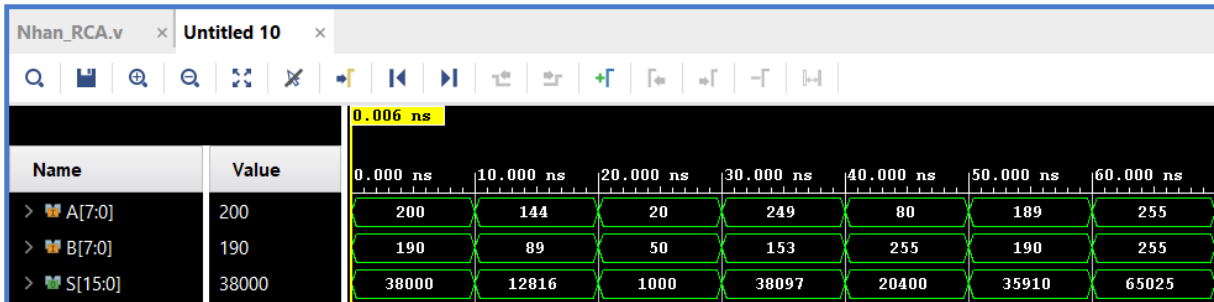 Nhan_RCA.v × Untitled 10 ×
0.006 ns
Name Value 0.000 ns 10.000 ns 20.000 ns 30.000 ns 40.000 ns 50.000 ns 60.000 ns
> A[7:0] 200 200 144 20 249 80 189 255
> B[7:0] 190 190 89 50 153 255 190 255
> S[15:0] 38000 38000 12816 1000 38097 20400 35910 65025